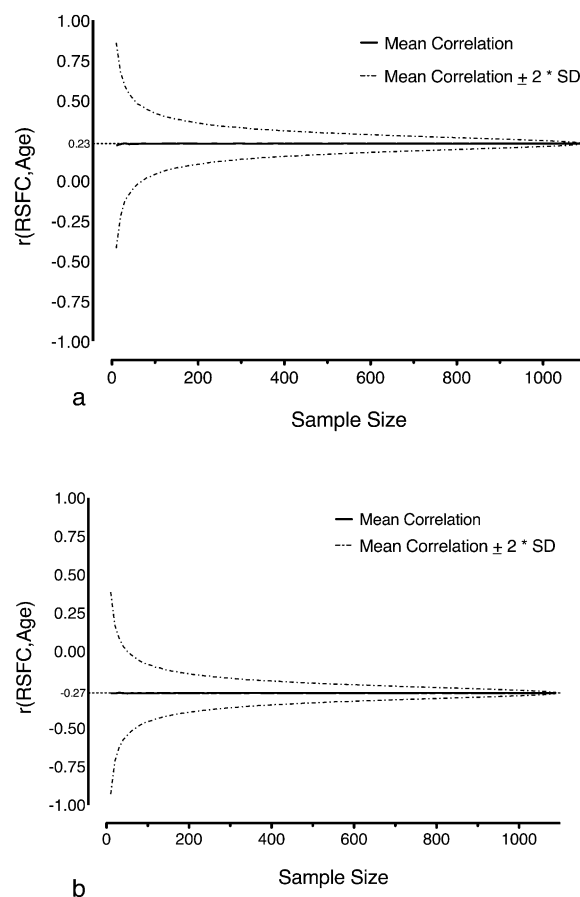 1.00
Mean Correlation
0.75
Mean Correlation ± 2 * SD
0.50
0.23
0.00
-0.25
-0.50
-0.75
-1.00
r(RSFC,Age)
0 200 400 600 800 1000
a
Sample Size
1.00
Mean Correlation
0.75
Mean Correlation ± 2 * SD
0.50
0.25
0.00
-0.27
-0.50
-0.75
-1.00
r(RSFC,Age)
0 200 400 600 800 1000
Sample Size
b